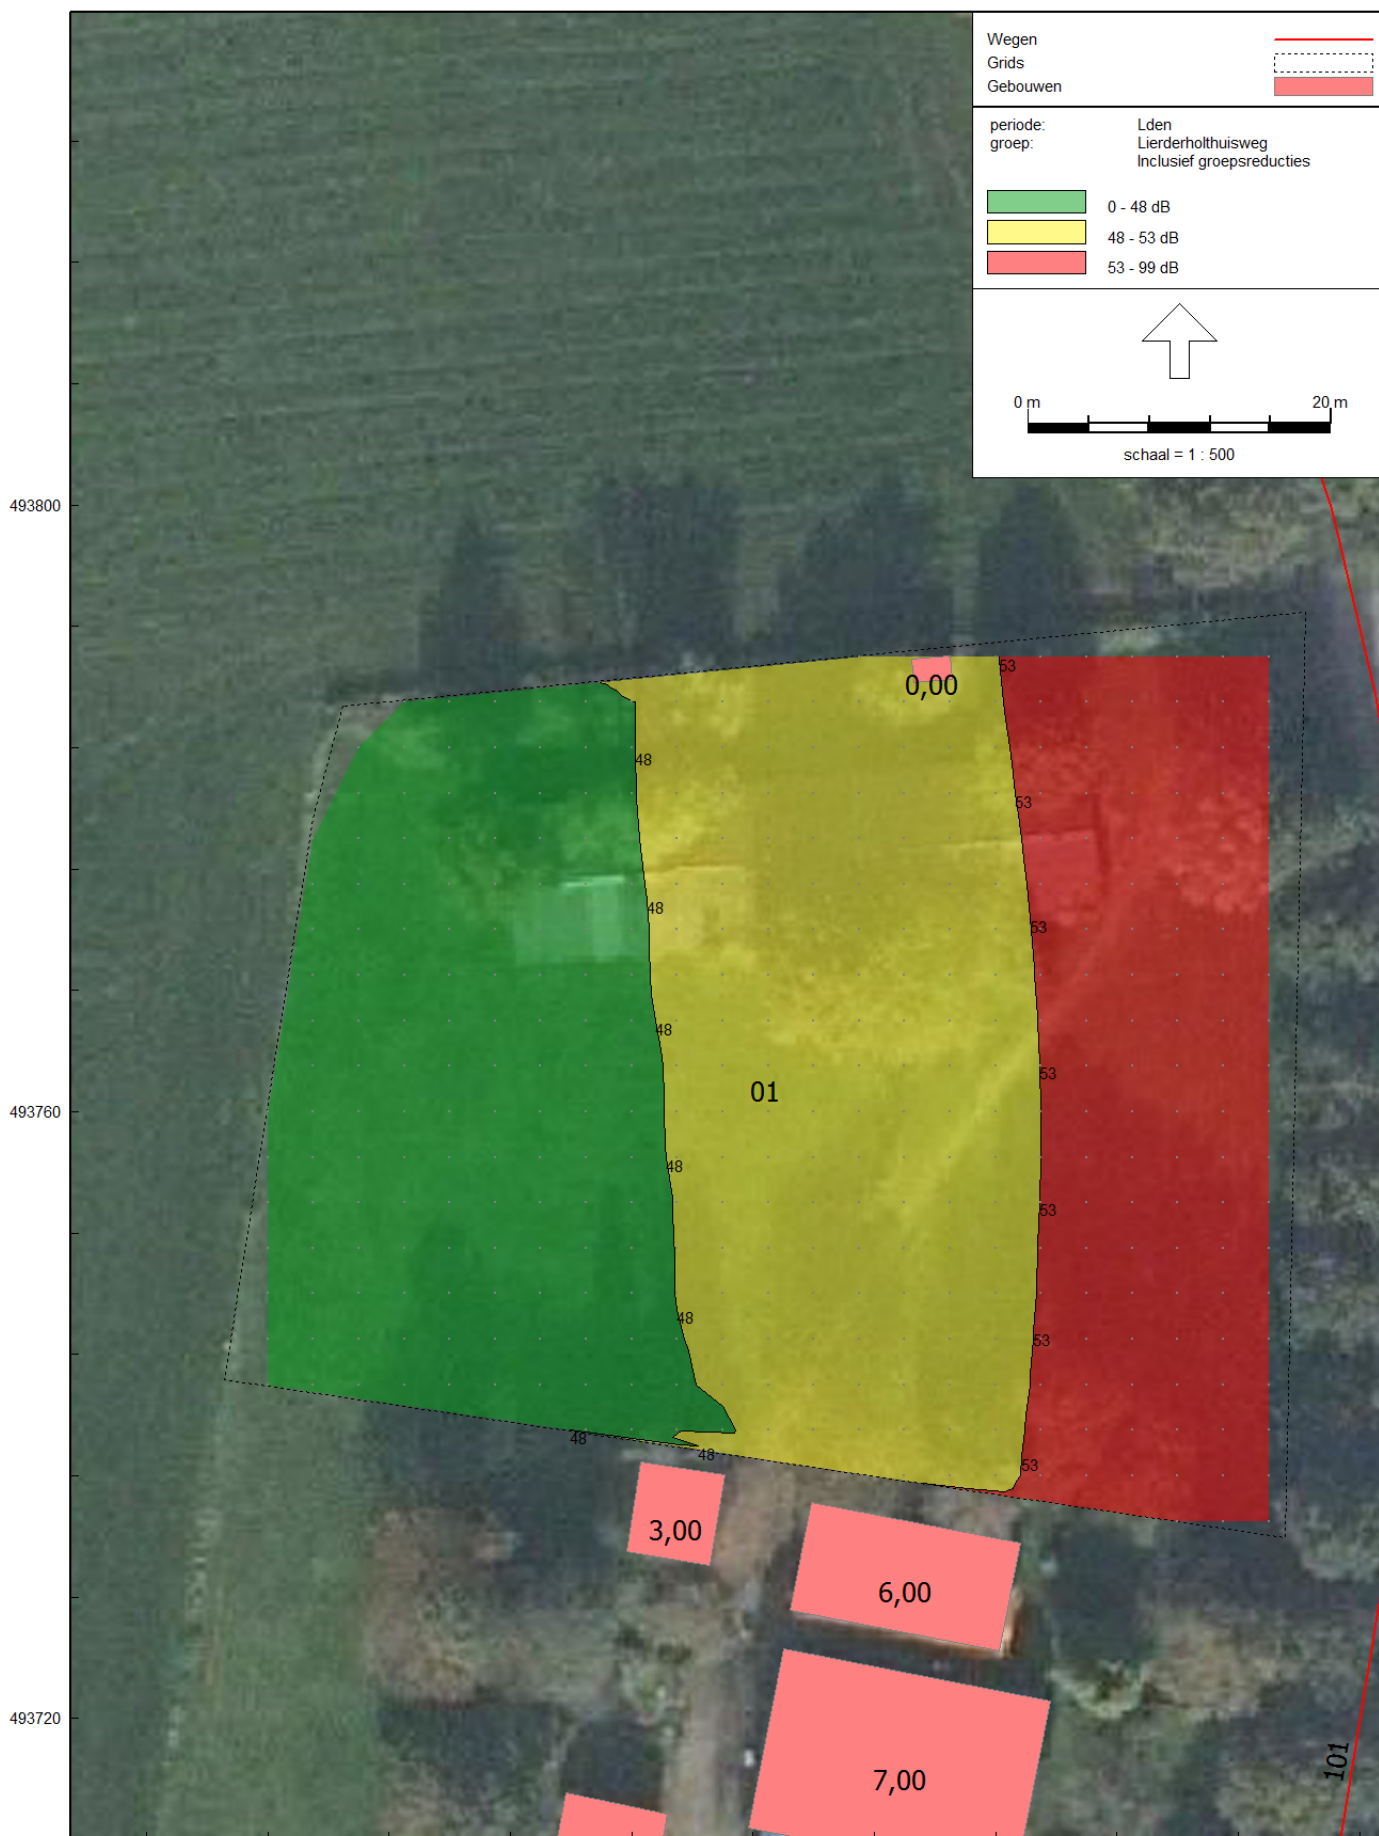 Wegen
Grids
Gebouwen
periode: Lden
groep: Lierderholthuisweg
Inclusief groepsreducties
0 - 48 dB
48 - 53 dB
53 - 99 dB
0 m 20 m
schaal = 1 : 500
493800
53
0,00
48
53
48
53
48
53
01
493760
48
53
48
53
48
48
53
3,00
6,00
493720
101
7,00